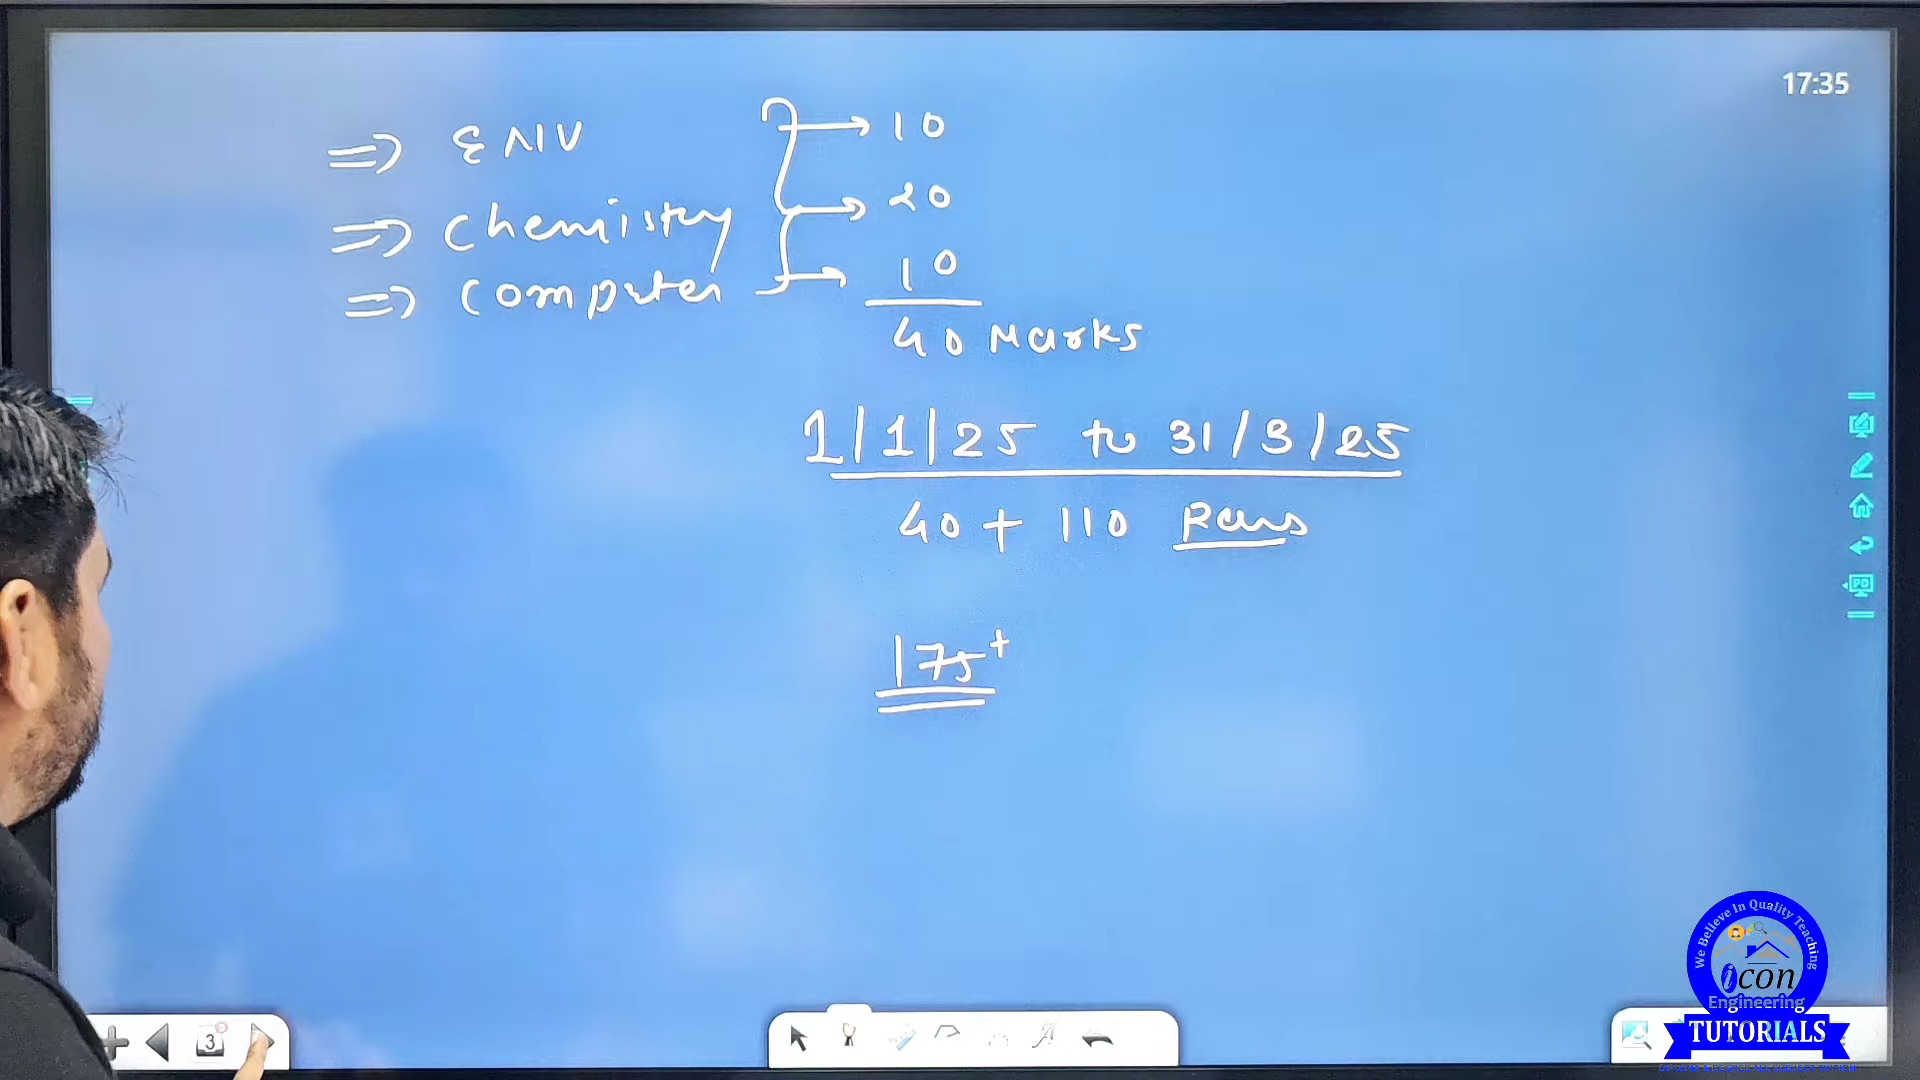 17:35
=> ENV → 10
=> Chemistry → 20
=> Computer → 10
40 Marks
1/1/25 to 31/3/25
40 + 110
175+
3
We Believe In Quality Teaching
icon
Engineering
TUTORIALS